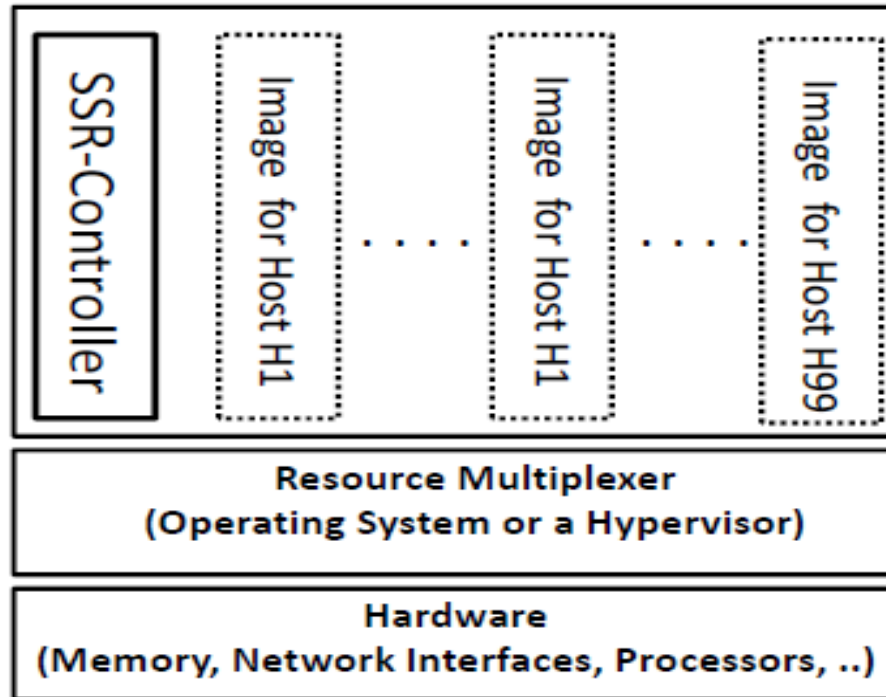 SSR-Controller
Image for Host H1
. . . .
Image for Host H1
. . . .
Image for Host H99
Resource Multiplexer
(Operating System or a Hypervisor)
Hardware
(Memory, Network Interfaces, Processors, ..)